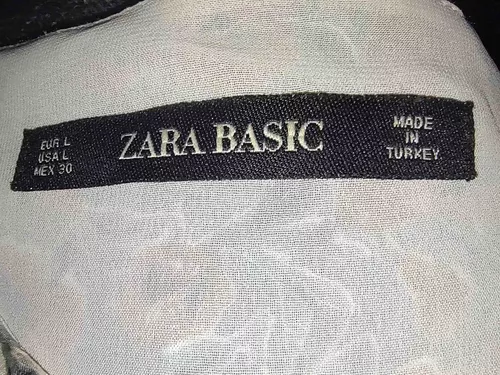 EUR L
USA L
MEX 30
ZARA BASIC
MADE
IN
TURKEY